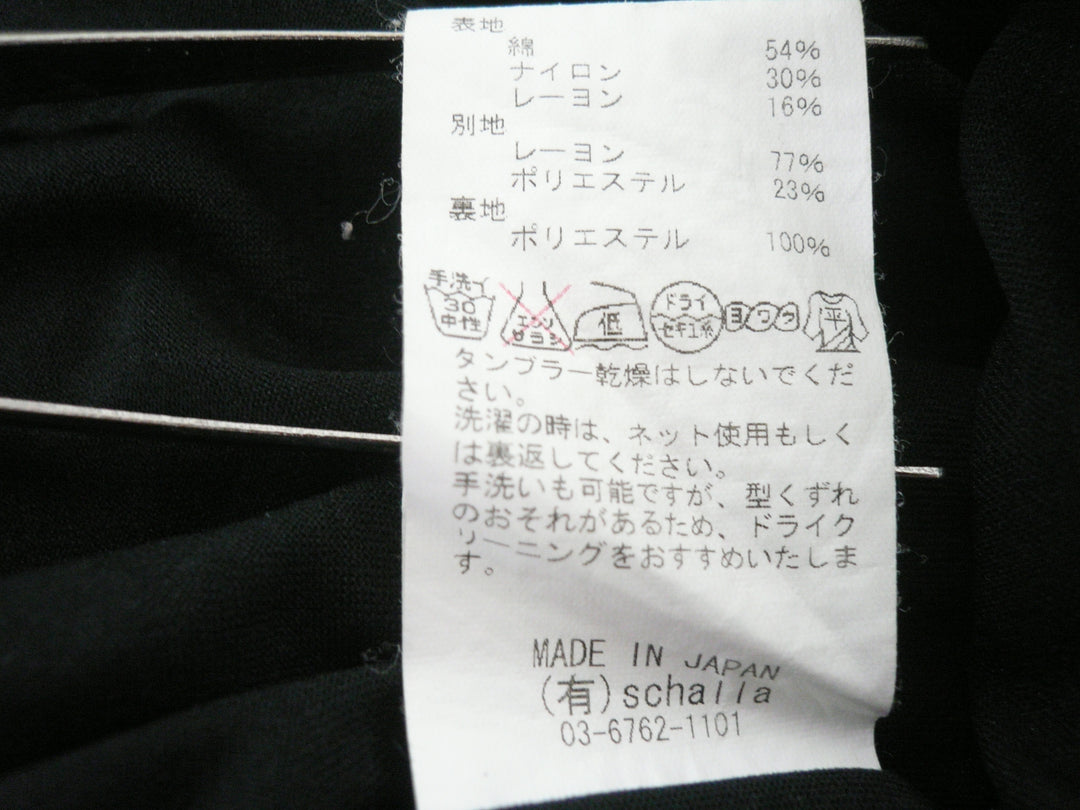 表地
綿 54%
ナイロン 30%
レーヨン 16%
別地
レーヨン 77%
ポリエステル 23%
裏地
ポリエステル 100%
手洗イ 30 中性 エンソサラシ 低 ドライ セキユ系 ヨワク 平
タンブラー乾燥はしないでくだ
さい。
洗濯の時は、ネット使用もしく
は裏返してください。
手洗いも可能ですが、型くずれ
のおそれがあるため、ドライク
リーニングをおすすめいたしま
す。
MADE IN JAPAN
(有)schalla
03-6762-1101